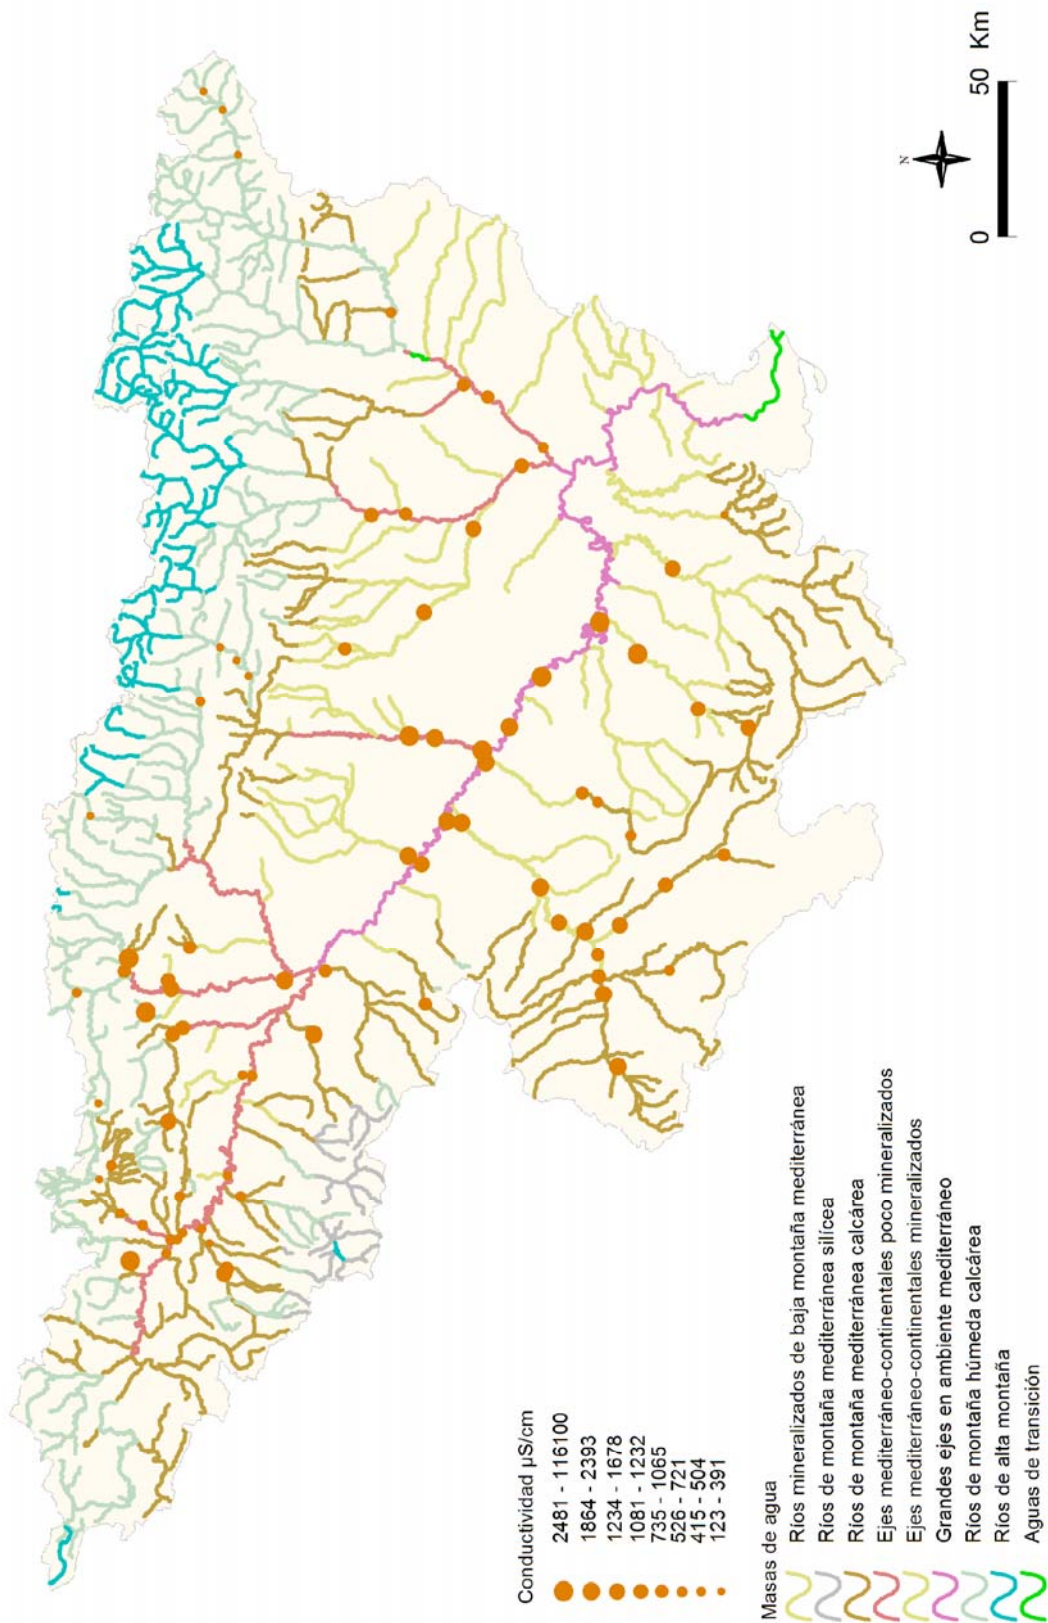 N
0 50 Km
Conductividad µS/cm
2481 - 116100
1864 - 2393
1234 - 1678
1081 - 1232
735 - 1065
526 - 721
415 - 504
123 - 391
Masas de agua
Ríos mineralizados de baja montaña mediterránea
Ríos de montaña mediterránea silícea
Ríos de montaña mediterránea calcárea
Ejes mediterráneo-continentales poco mineralizados
Ejes mediterráneo-continentales mineralizados
Grandes ejes en ambiente mediterráneo
Ríos de montaña húmeda calcárea
Ríos de alta montaña
Aguas de transición